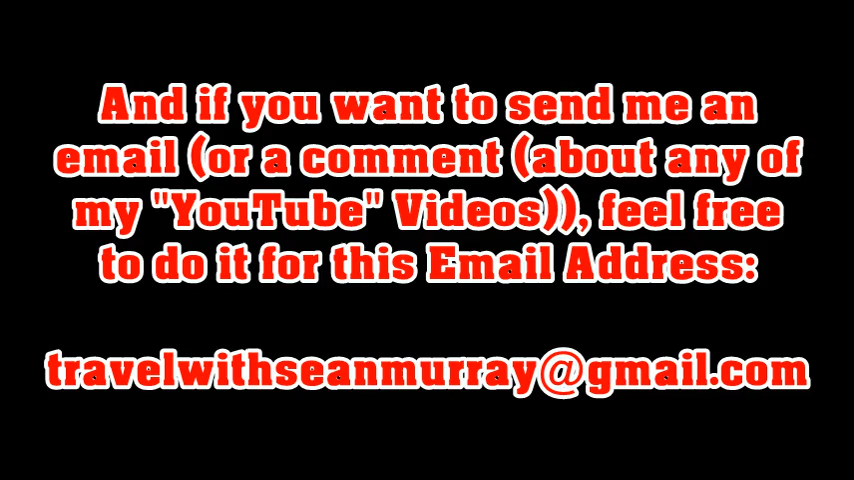 And if you want to send me an
email (or a comment (about any of
my "YouTube" Videos)), feel free
to do it for this Email Address:
travelwithseanmurray@gmail.com